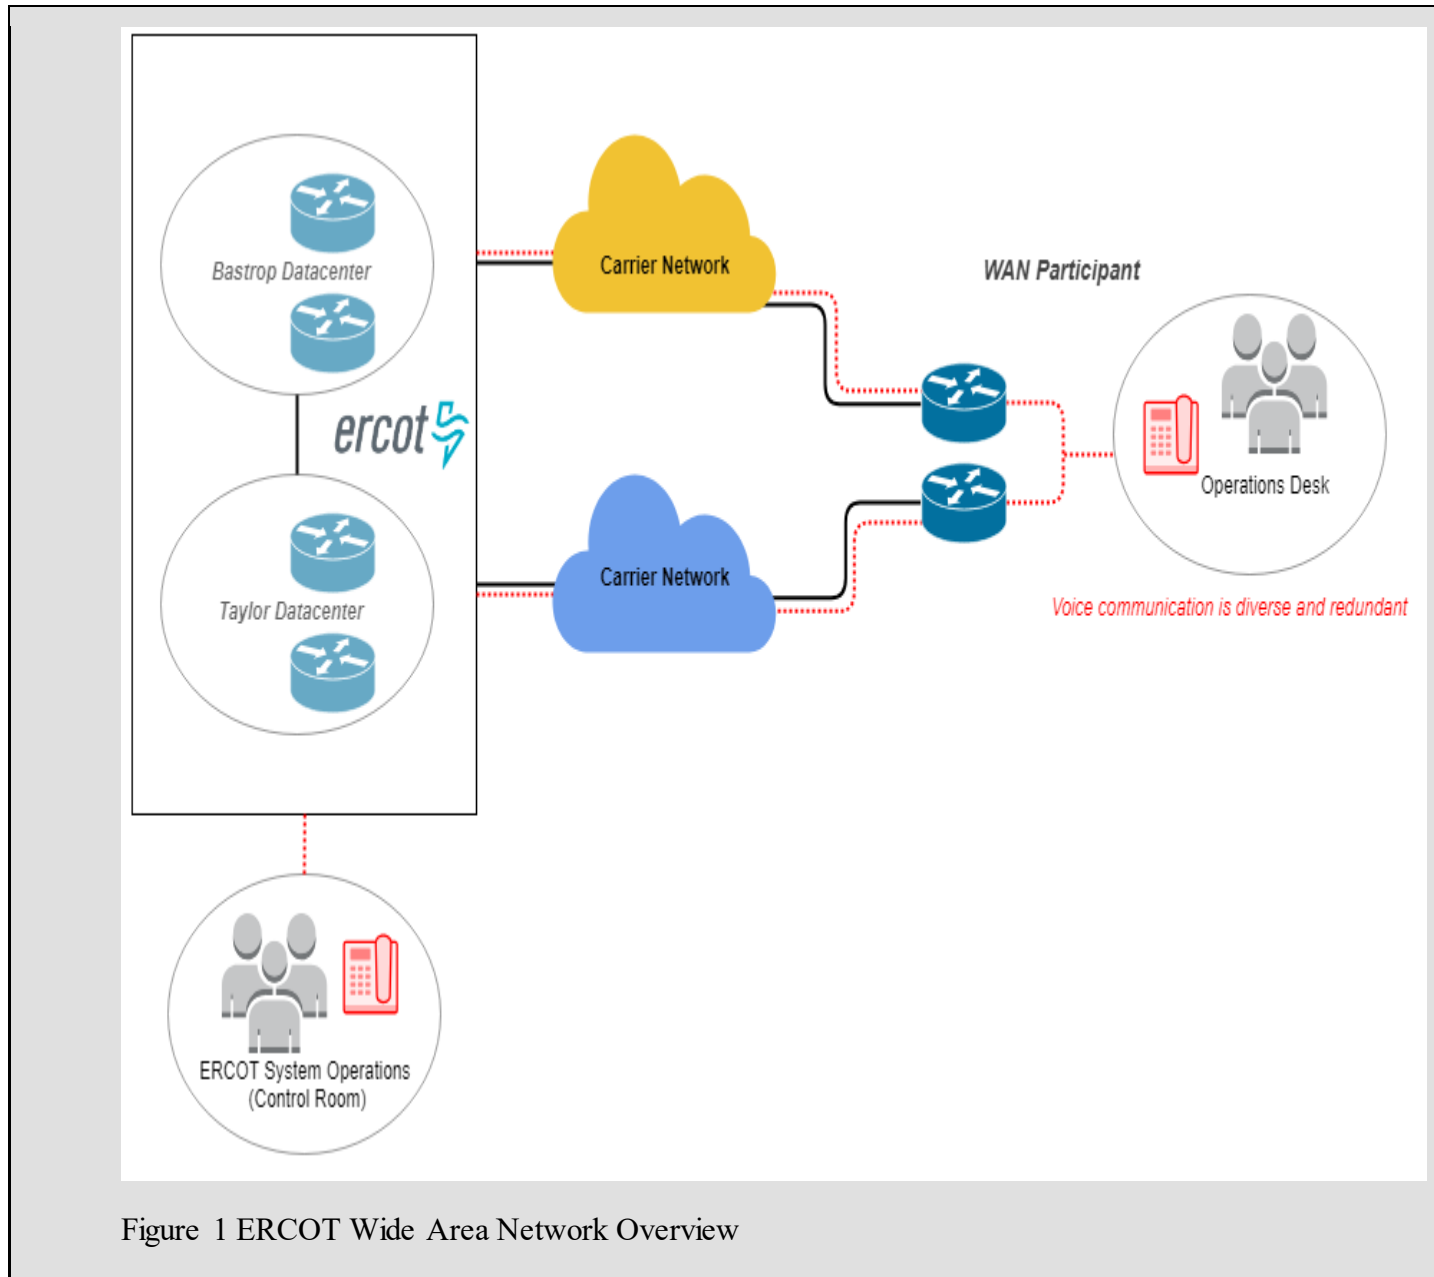 Bastrop Datacenter
Carrier Network
WAN Participant
ercot
Operations Desk
Carrier Network
Taylor Datacenter
Voice communication is diverse and redundant
ERCOT System Operations
(Control Room)
Figure 1 ERCOT Wide Area Network Overview